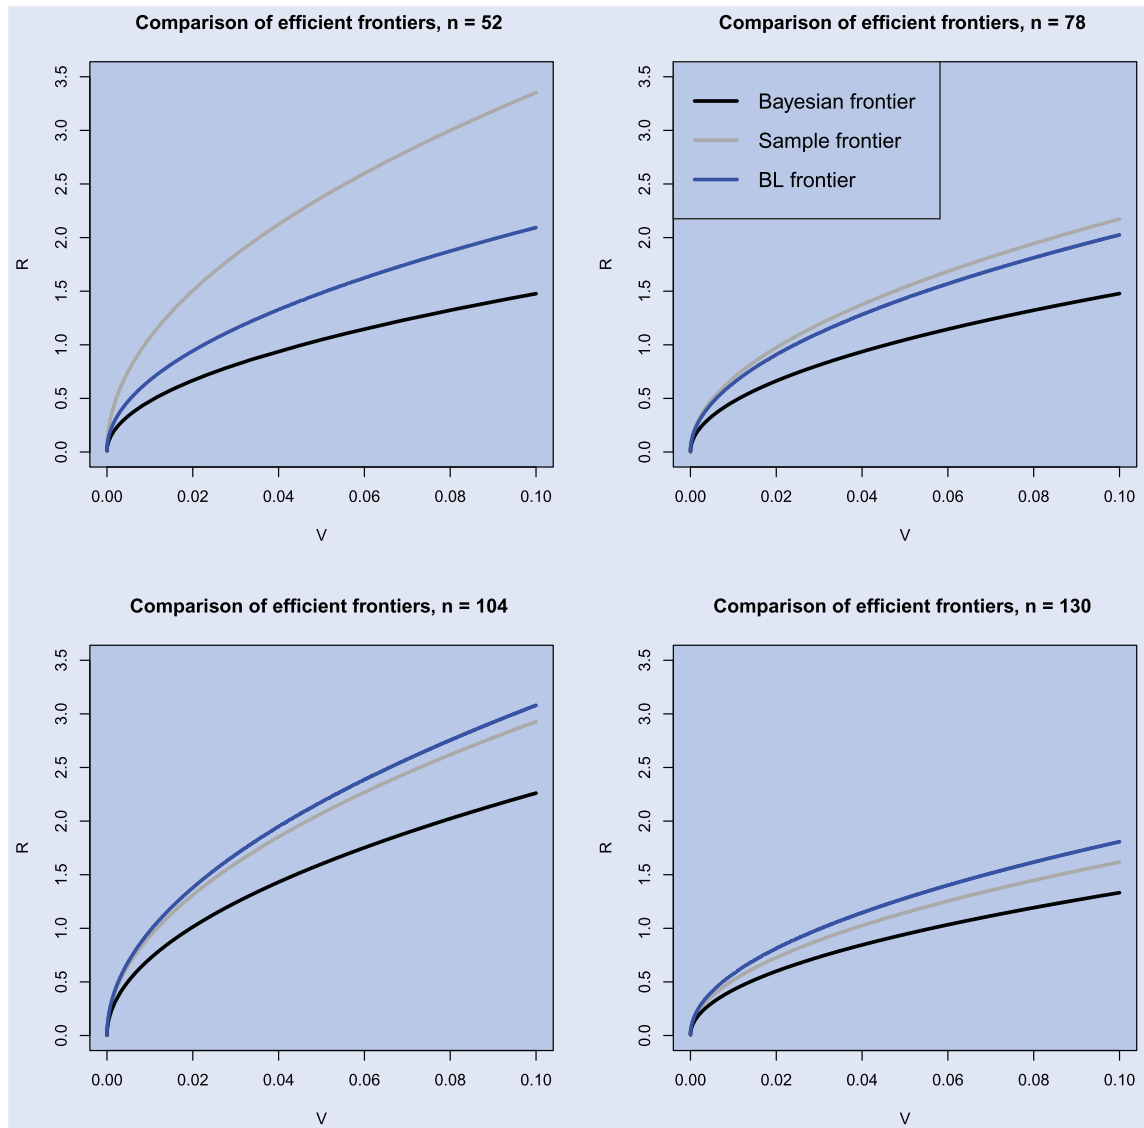 Comparison of efficient frontiers, n = 52
R
3.5
3.0
2.5
2.0
1.5
1.0
0.5
0.0
0.00 0.02 0.04 0.06 0.08 0.10
V
Comparison of efficient frontiers, n = 78
Bayesian frontier
Sample frontier
BL frontier
R
3.5
3.0
2.5
2.0
1.5
1.0
0.5
0.0
0.00 0.02 0.04 0.06 0.08 0.10
V
Comparison of efficient frontiers, n = 104
R
3.5
3.0
2.5
2.0
1.5
1.0
0.5
0.0
0.00 0.02 0.04 0.06 0.08 0.10
V
Comparison of efficient frontiers, n = 130
R
3.5
3.0
2.5
2.0
1.5
1.0
0.5
0.0
0.00 0.02 0.04 0.06 0.08 0.10
V